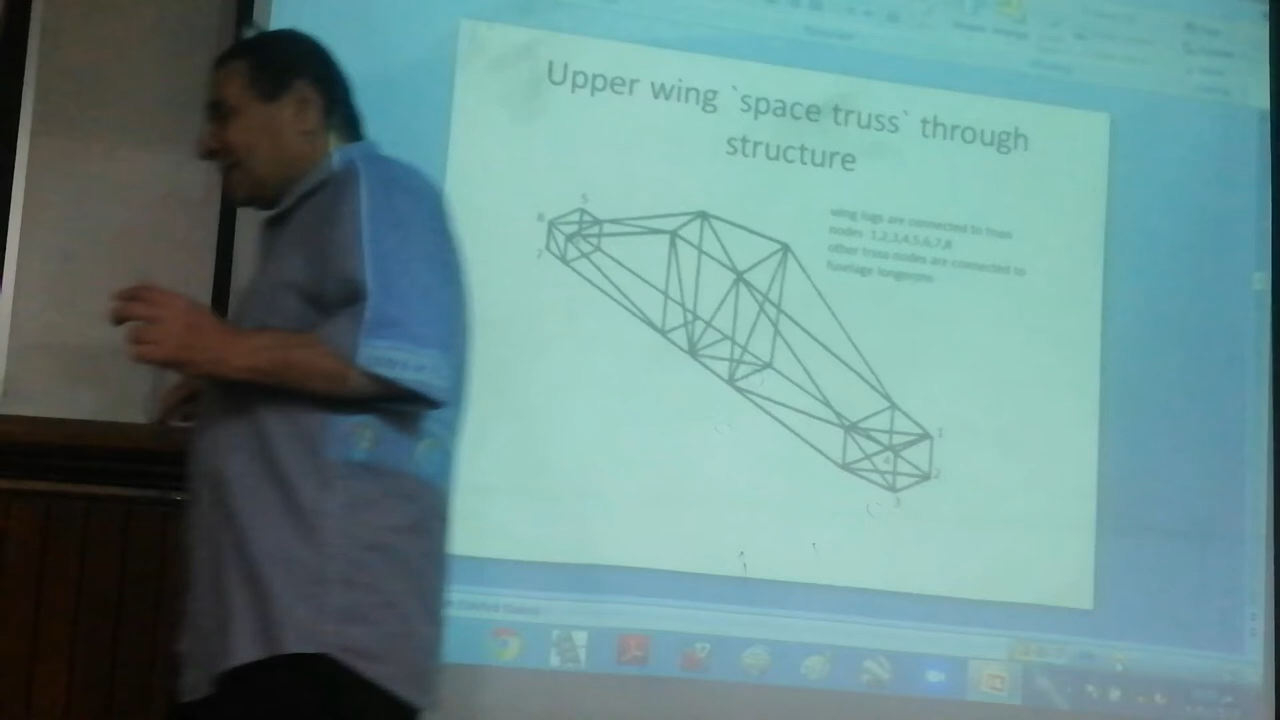 Upper wing `space truss` through
structure
wing lugs are connected to truss
nodes 1,2,3,4,5,6,7,8
other truss nodes are connected to
fuselage longerons
5
8
7
1
4
2
3